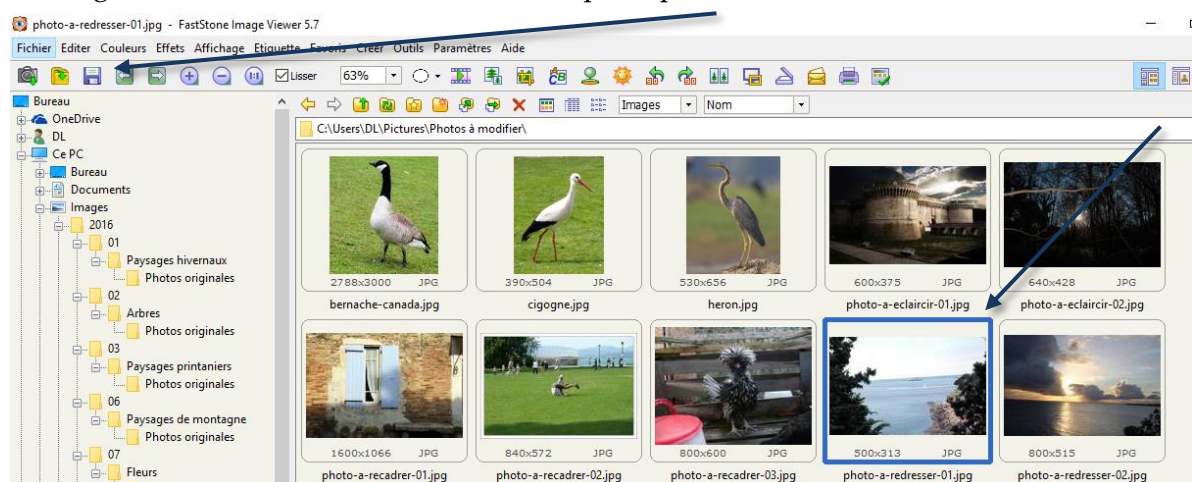 photo-a-redresser-01.jpg - FastStone Image Viewer 5.7
Fichier Editer Couleurs Effets Affichage Etiquette Favoris Créer Outils Paramètres Aide
Lisser 63%
Images Nom
C:\Users\DL\Pictures\Photos à modifier\
Bureau
OneDrive
DL
Ce PC
Bureau
Documents
Images
2016
01
Paysages hivernaux
Photos originales
02
Arbres
Photos originales
03
Paysages printaniers
Photos originales
06
Paysages de montagne
Photos originales
07
Fleurs
2788x3000 JPG
bernache-canada.jpg
390x504 JPG
cigogne.jpg
530x656 JPG
heron.jpg
600x375 JPG
photo-a-eclaircir-01.jpg
640x428 JPG
photo-a-eclaircir-02.jpg
1600x1066 JPG
photo-a-recadrer-01.jpg
840x572 JPG
photo-a-recadrer-02.jpg
800x600 JPG
photo-a-recadrer-03.jpg
500x313 JPG
photo-a-redresser-01.jpg
800x515 JPG
photo-a-redresser-02.jpg